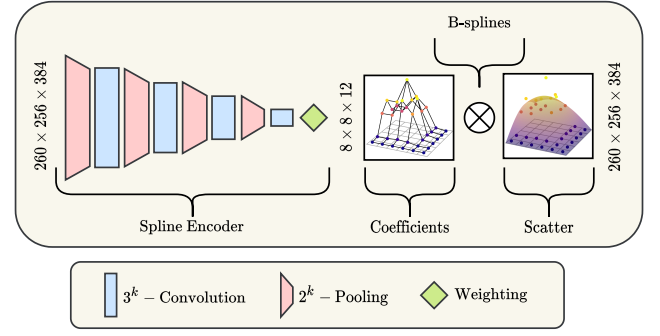 B-splines
260 × 256 × 384
8 × 8 × 12
260 × 256 × 384
Spline Encoder
Coefficients
Scatter
3^k − Convolution
2^k − Pooling
Weighting